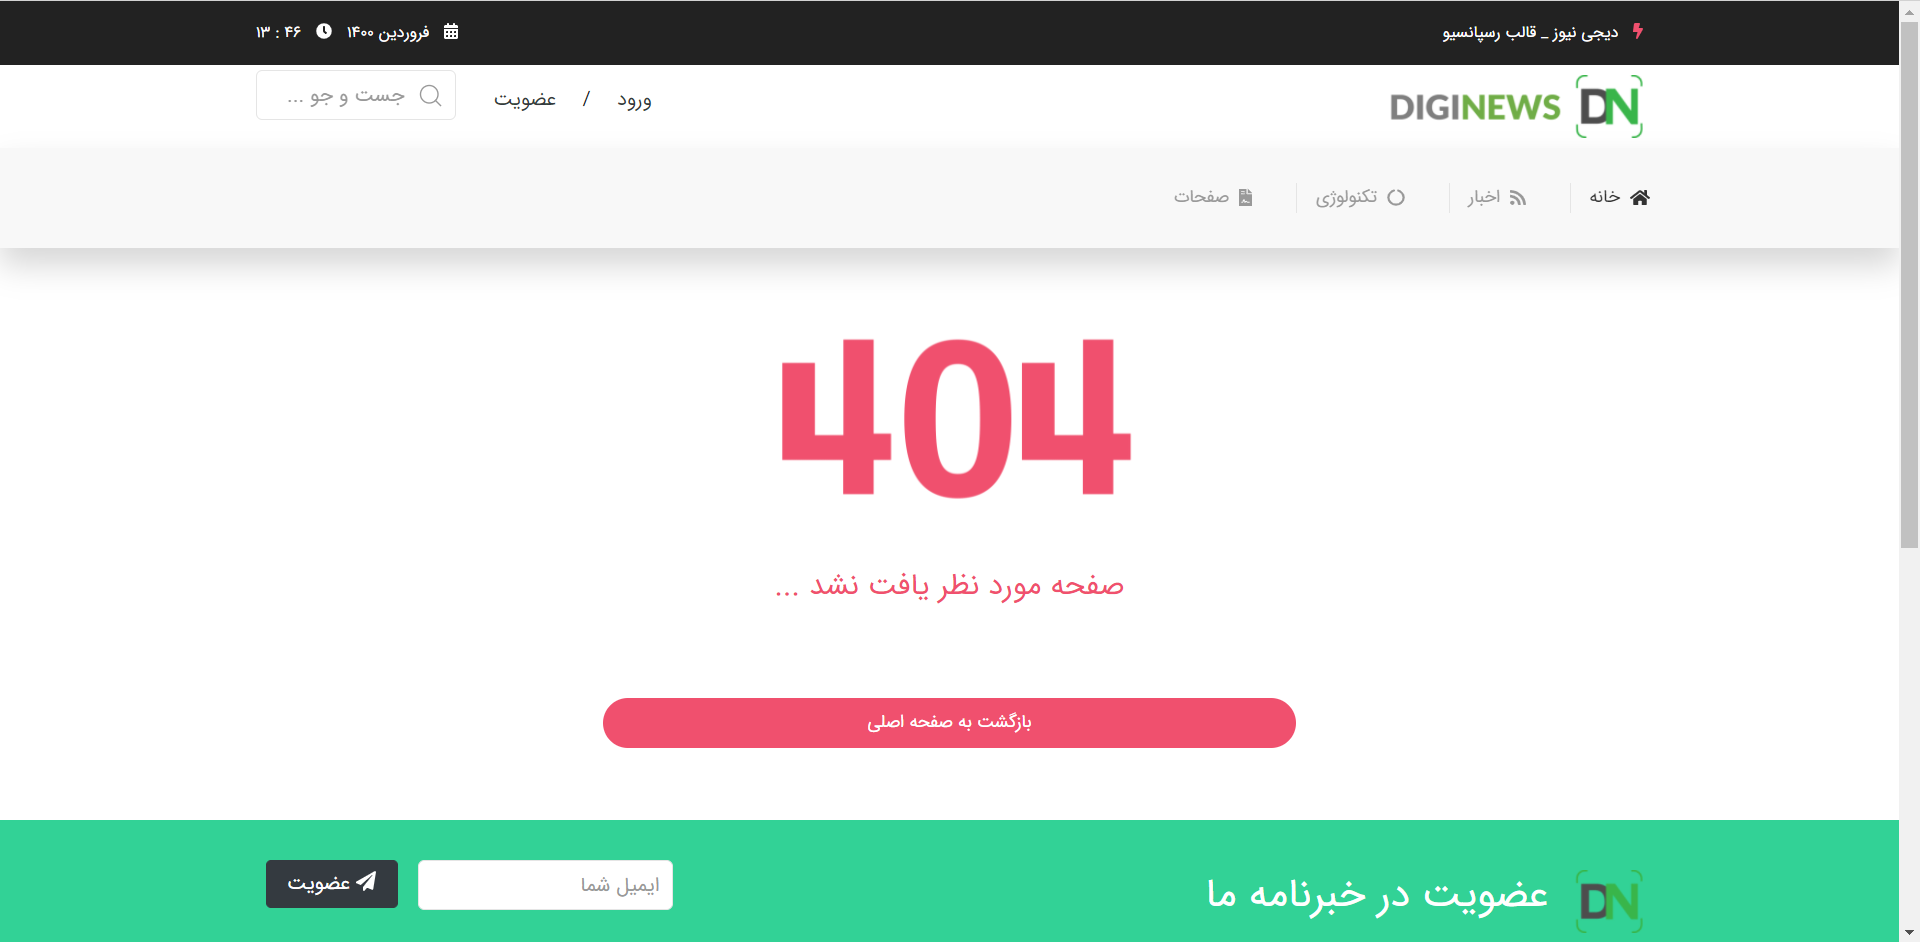 دیجی نیوز _ قالب رسپانسیو
فروردین ۱۴۰۰
۱۳ : ۴۶
DIGINEWS DN
ورود / عضویت
جست و جو ...
خانه
اخبار
تکنولوژی
صفحات
404
صفحه مورد نظر یافت نشد ...
بازگشت به صفحه اصلی
DN
عضویت در خبرنامه ما
ایمیل شما
عضویت